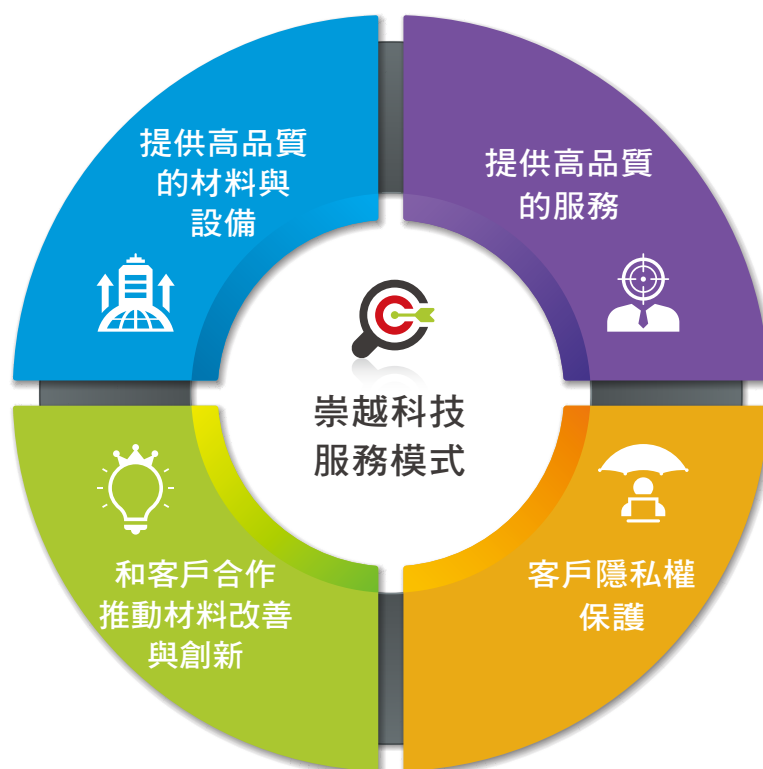 提供高品質
的材料與
設備
提供高品質
的服務
崇越科技
服務模式
和客戶合作
推動材料改善
與創新
客戶隱私權
保護